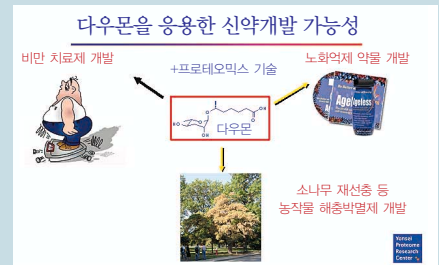 다우몬을 응용한 신약개발 가능성
비만 치료제 개발
+프로테오믹스 기술
노화억제 약물 개발
다우몬
소나무 재선충 등
농작물 해충박멸제 개발
Yonsei
Proteome
Research
Center